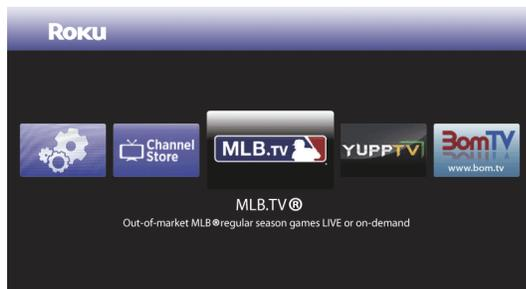 Roku
Channel
Store
MLB.TV
YUPPTV
BomTV
www.bom.tv
MLB.TV®
Out-of-market MLB®regular season games LIVE or on-demand